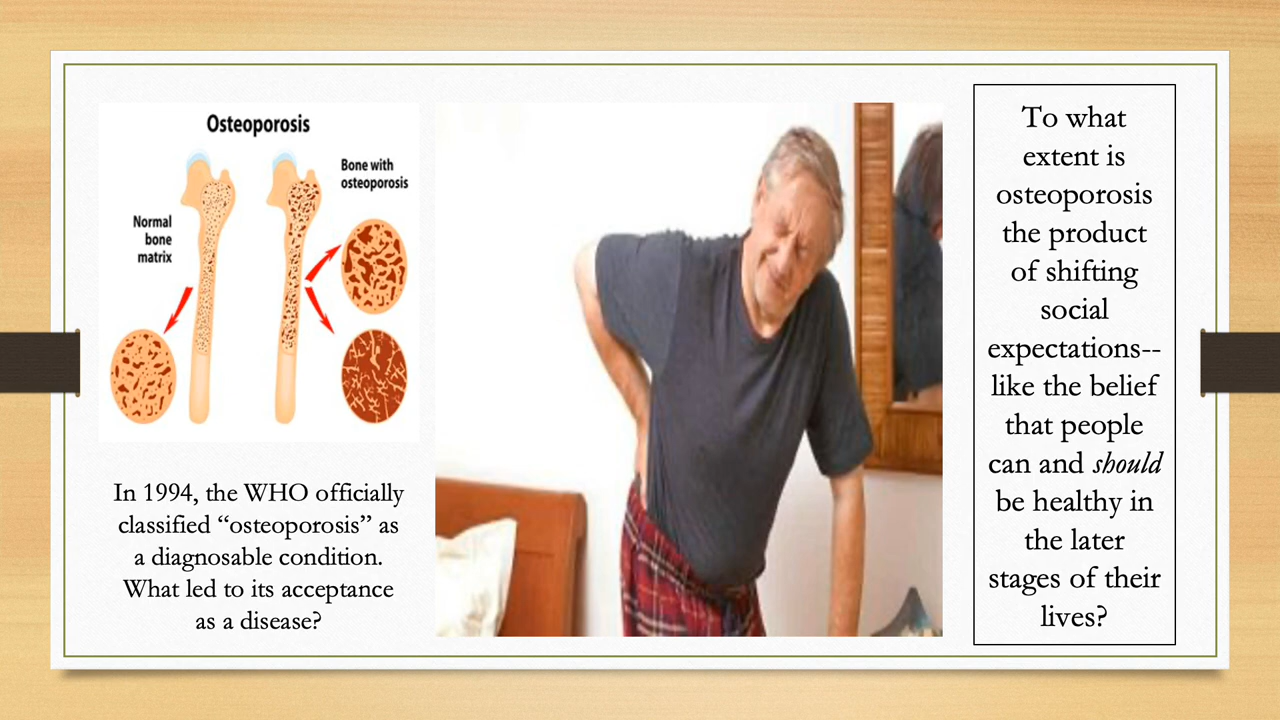 Osteoporosis
Bone with
osteoporosis
Normal
bone
matrix
In 1994, the WHO officially
classified “osteoporosis” as
a diagnosable condition.
What led to its acceptance
as a disease?
To what
extent is
osteoporosis
the product
of shifting
social
expectations--
like the belief
that people
can and should
be healthy in
the later
stages of their
lives?